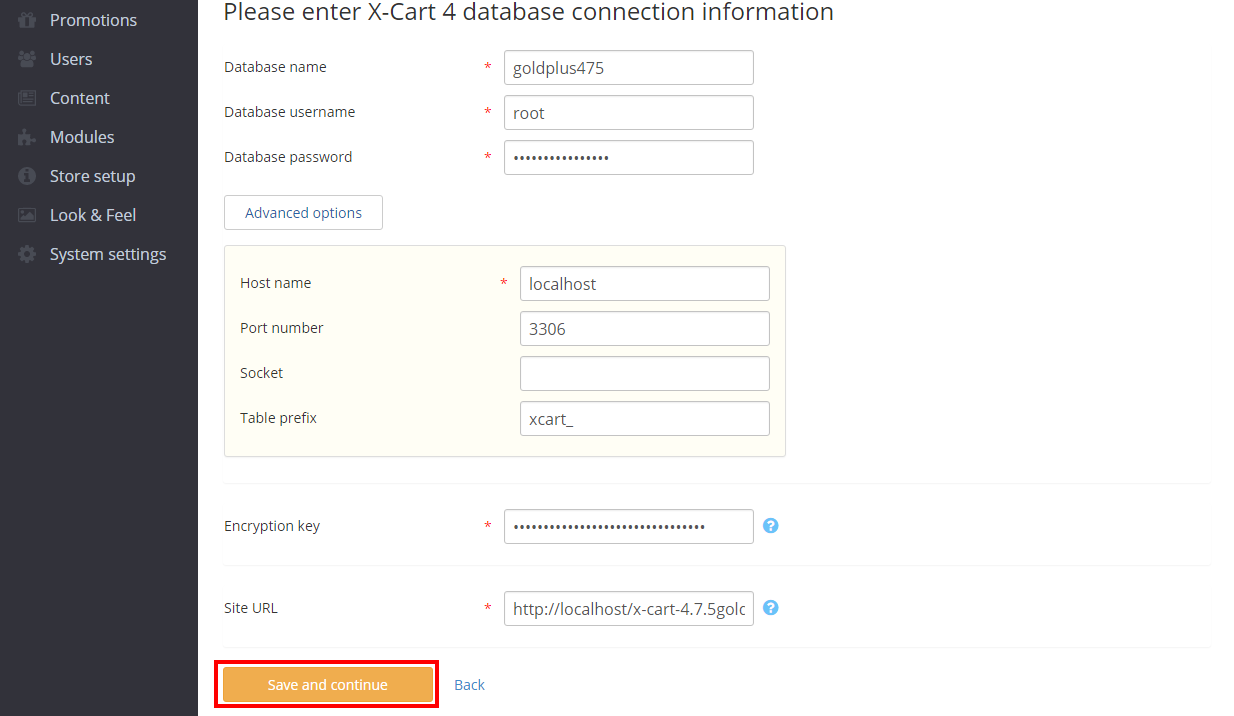 Promotions
Users
Content
Modules
Store setup
Look & Feel
System settings
Please enter X-Cart 4 database connection information
Database name * goldplus475
Database username * root
Database password * ••••••••••••••••
Advanced options
Host name * localhost
Port number 3306
Socket
Table prefix xcart_
Encryption key * ••••••••••••••••••••••••••••••••
Site URL * http://localhost/x-cart-4.7.5gold
Save and continue Back